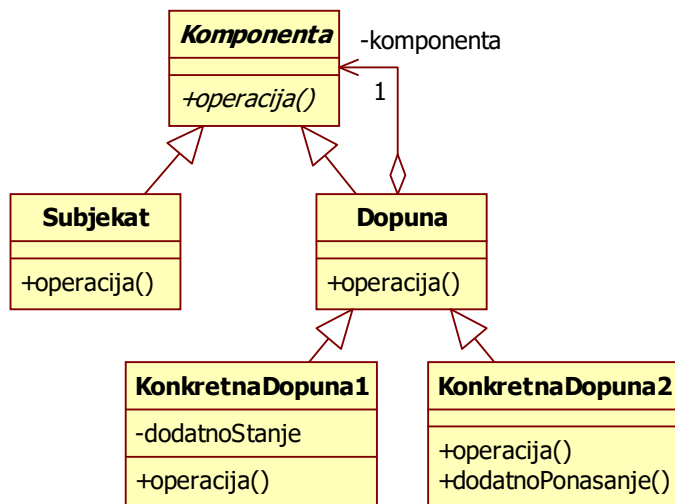 Komponenta
-komponenta
1
+operacija()
Subjekat
+operacija()
Dopuna
+operacija()
KonkretnaDopuna1
-dodatnoStanje
+operacija()
KonkretnaDopuna2
+operacija()
+dodatnoPonasanje()